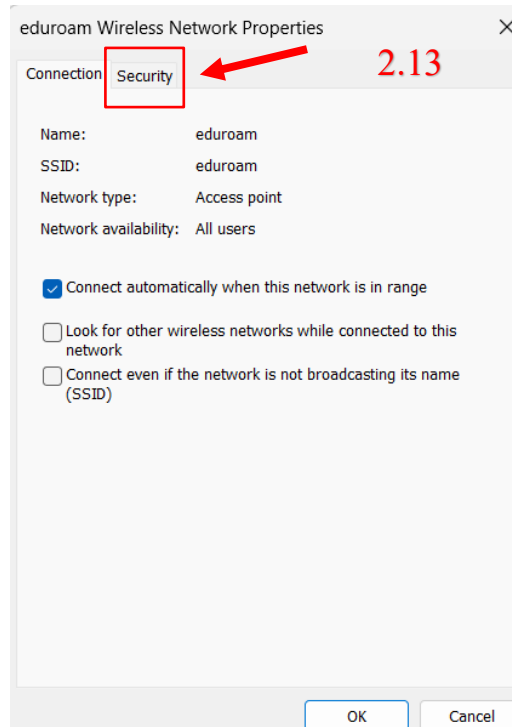 eduroam Wireless Network Properties
2.13
Connection Security
Name: eduroam
SSID: eduroam
Network type: Access point
Network availability: All users
Connect automatically when this network is in range
Look for other wireless networks while connected to this
network
Connect even if the network is not broadcasting its name
(SSID)
OK Cancel